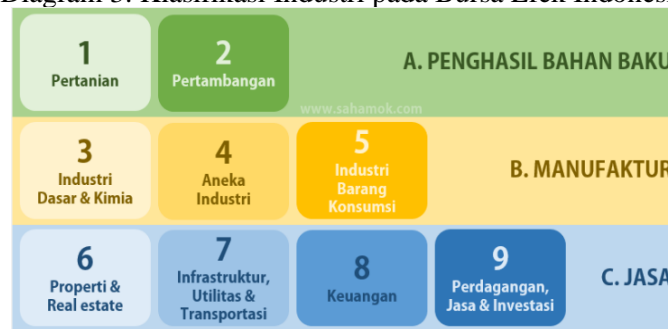 Diagram 3. Klasifikasi Industri pada Bursa Efek Indonesi
1
Pertanian
2
Pertambangan
A. PENGHASIL BAHAN BAKU
www.sahamok.com
3
Industri
Dasar & Kimia
4
Aneka
Industri
5
Industri
Barang
Konsumsi
B. MANUFAKTUR
6
Properti &
Real estate
7
Infrastruktur,
Utilitas &
Transportasi
8
Keuangan
9
Perdagangan,
Jasa & Investasi
C. JASA